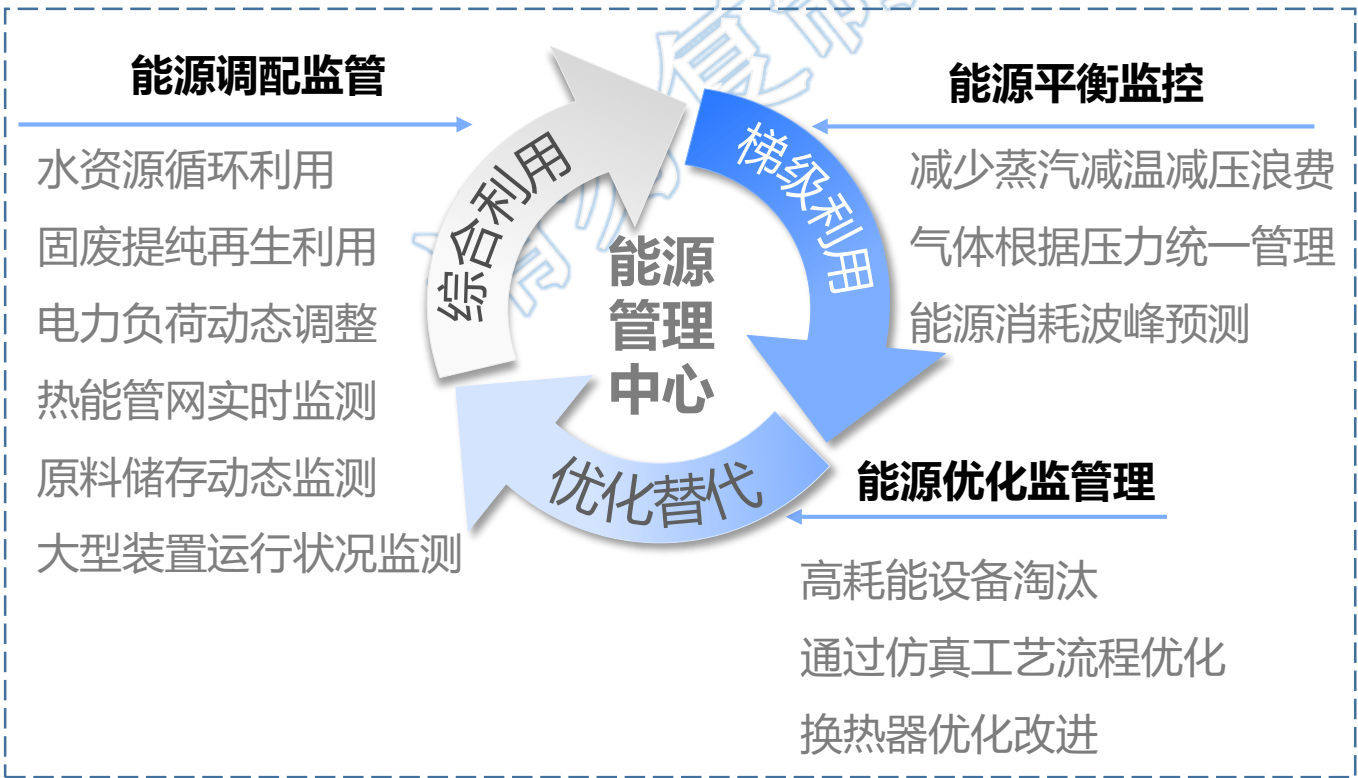 能源调配监管
水资源循环利用
固废提纯再生利用
电力负荷动态调整
热能管网实时监测
原料储存动态监测
大型装置运行状况监测
综合利用
梯级利用
优化替代
能源
管理
中心
能源平衡监控
减少蒸汽减温减压浪费
气体根据压力统一管理
能源消耗波峰预测
能源优化监管理
高耗能设备淘汰
通过仿真工艺流程优化
换热器优化改进